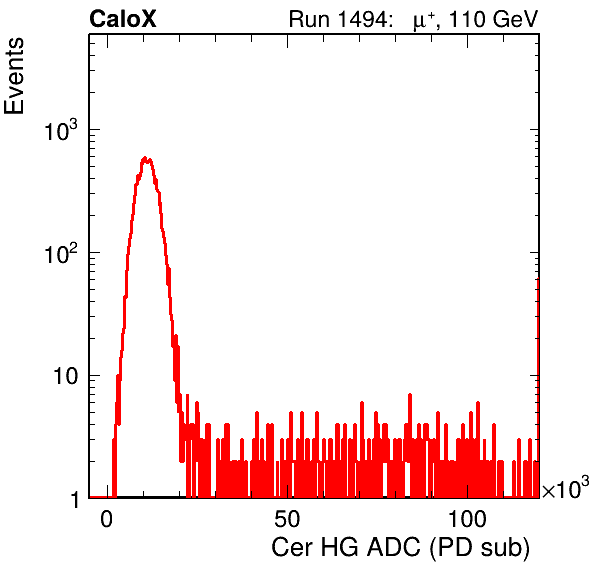 CaloX Run 1494: μ⁺, 110 GeV
Events
10³
10²
10
1
0 50 100 ×10³
Cer HG ADC (PD sub)